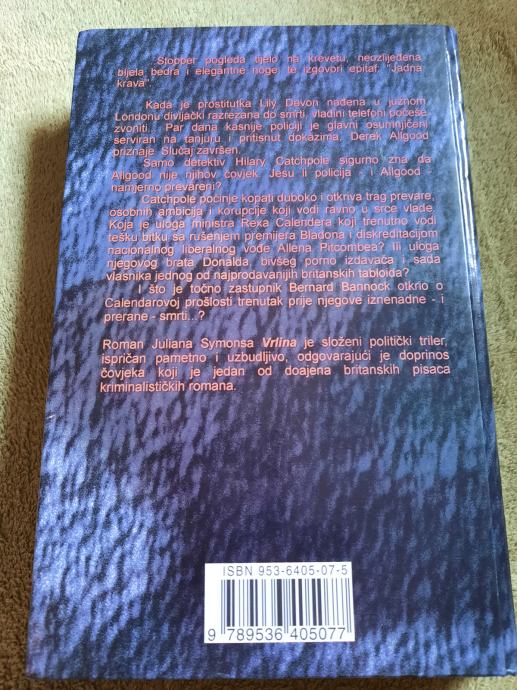 Stopper pogleda tijelo na krevetu, neozlijeđena
bijela bedra i elegantne noge te izgovori epitaf: "Jadna
krava".
Kada je prostitutka Lily Devon nađena u južnom
Londonu divljački razrezana do smrti, vladini telefoni počeše
zvoniti... Par dana kasnije policiji je glavni osumnjičeni
serviran na tanjuru i pritisnut dokazima, Derek Allgood
priznaje. Slučaj završen.
Samo detektiv Hilary Catchpole sigurno zna da
Allgood nije njihov čovjek. Jesu li policija - i Allgood -
namjerno prevareni?
Catchpole počinje kopati duboko i otkriva trag prevare,
osobnih ambicija i korupcije koji vodi ravno u srce vlade.
Koja je uloga ministra Rexa Calendera koji trenutno vodi
tešku bitku sa rušenjem premijera Bladona i diskreditacijom
nacionalnog liberalnog vođe Allena Pitcombea? Ili uloga
njegovog brata Donalda, bivšeg porno izdavača i sada
vlasnika jednog od najprodavanijih britanskih tabloida?
I što je točno zastupnik Bernard Bannock otkrio o
Calendarovoj prošlosti trenutak prije njegove iznenadne - i
prerane - smrti...?
Roman Juliana Symonsa Vrlina je složeni politički triler,
ispričan pametno i uzbudljivo, odgovarajući je doprinos
čovjeka koji je jedan od doajena britanskih pisaca
kriminalističkih romana.
ISBN 953-6405-07-5
9 789536 405077